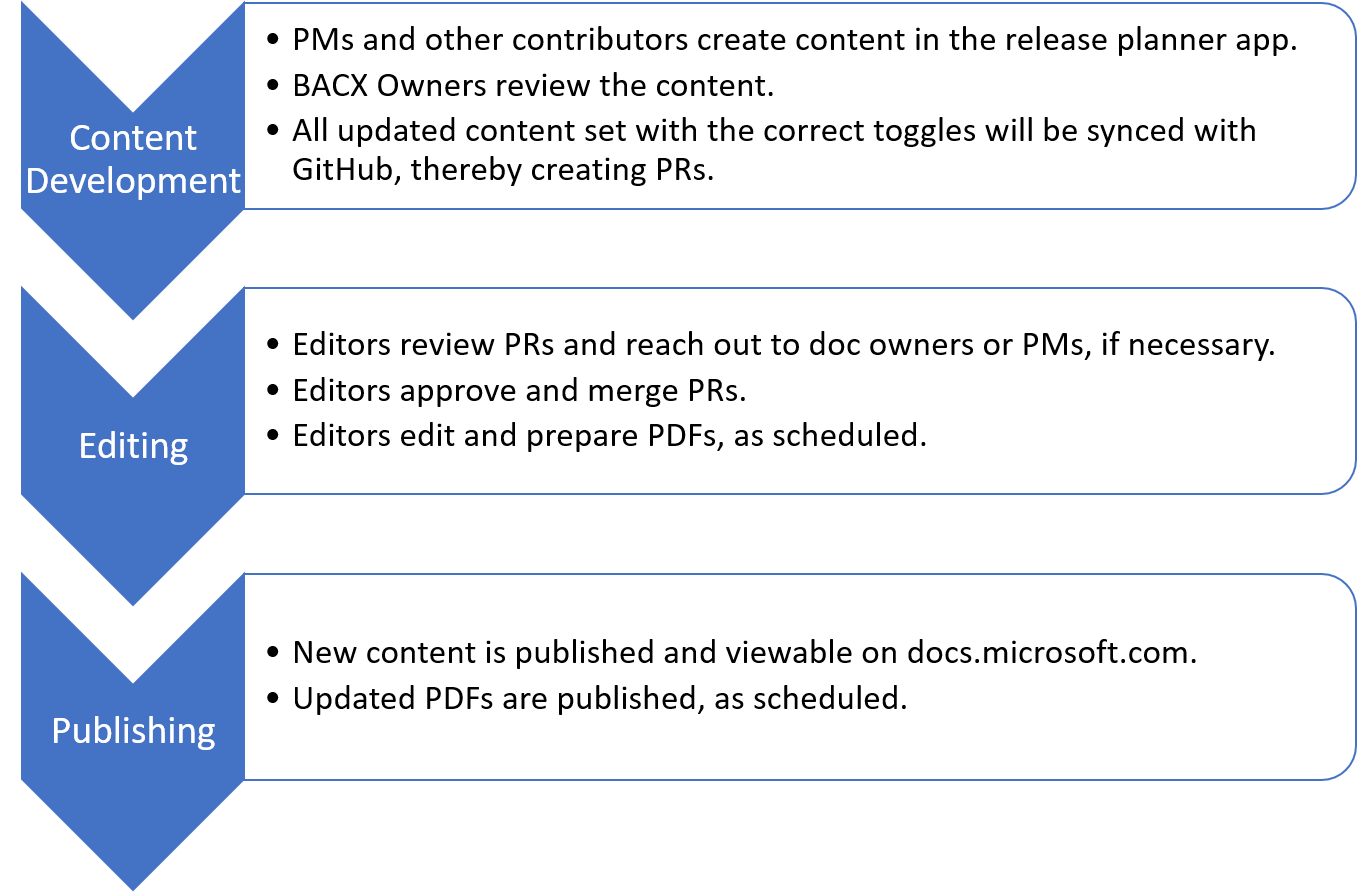 Content
Development
• PMs and other contributors create content in the release planner app.
• BACX Owners review the content.
• All updated content set with the correct toggles will be synced with
GitHub, thereby creating PRs.
Editing
• Editors review PRs and reach out to doc owners or PMs, if necessary.
• Editors approve and merge PRs.
• Editors edit and prepare PDFs, as scheduled.
Publishing
• New content is published and viewable on docs.microsoft.com.
• Updated PDFs are published, as scheduled.